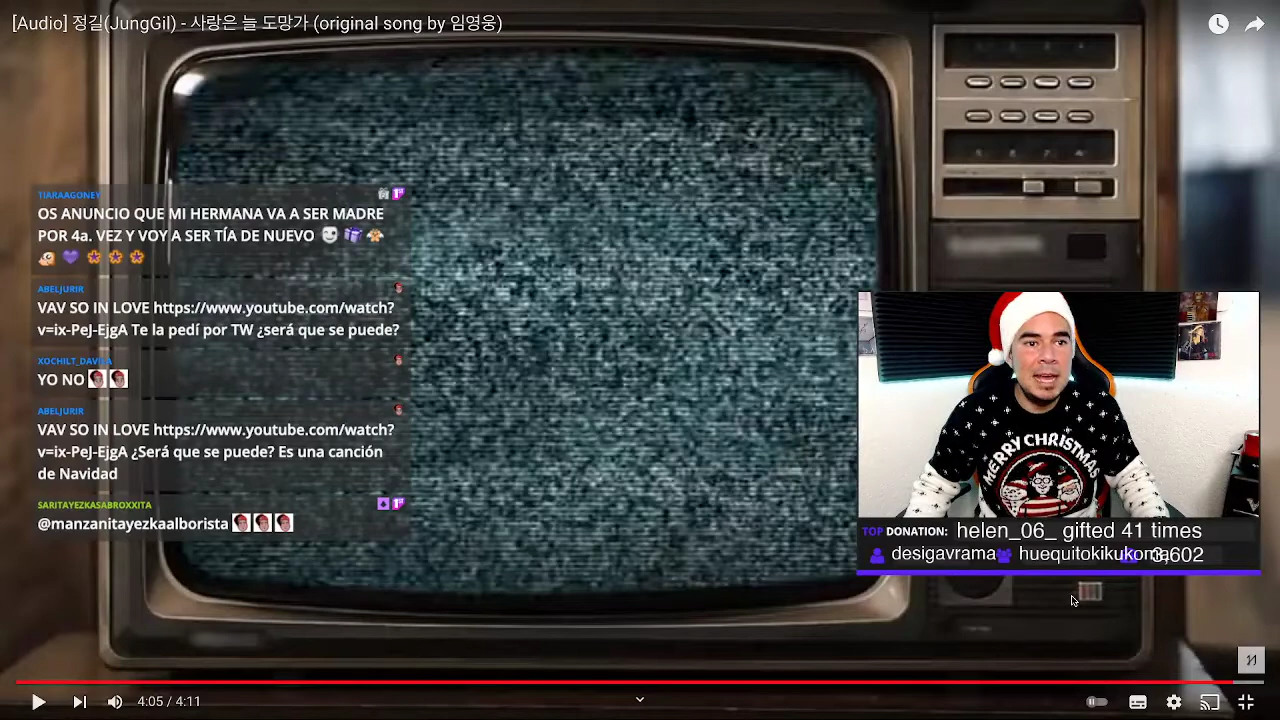 [Audio] 정길(JungGil) - 사랑은 늘 도망가 (original song by 임영웅)
TIARAAGONEY
OS ANUNCIO QUE MI HERMANA VA A SER MADRE
POR 4a. VEZ Y VOY A SER TÍA DE NUEVO
ABELJURIR
VAV SO IN LOVE https://www.youtube.com/watch?
v=ix-PeJ-EjgA Te la pedí por TW ¿será que se puede?
XOCHILT_DAVILA
YO NO
ABELJURIR
VAV SO IN LOVE https://www.youtube.com/watch?
v=ix-PeJ-EjgA ¿Será que se puede? Es una canción
de Navidad
SARITAYEZKASABROXXITA
@manzanitayezkaalborista
MERRY CHRISTMAS
TOP DONATION: helen_06_ gifted 41 times
desigavrama huequitokikukoma 3,602
4:05 / 4:11